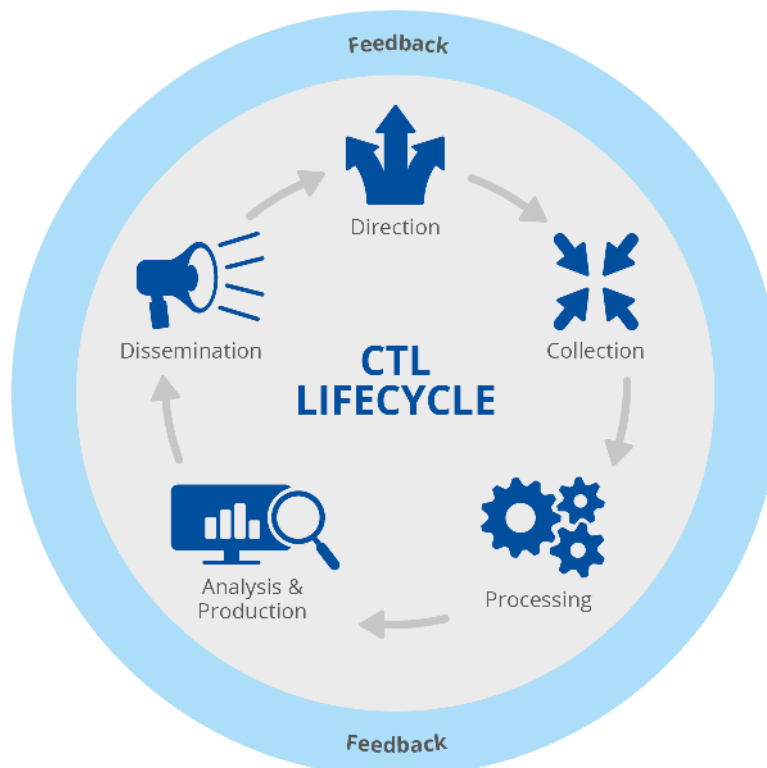 Feedback
Direction
Dissemination
Collection
CTL
LIFECYCLE
Analysis &
Production
Processing
Feedback